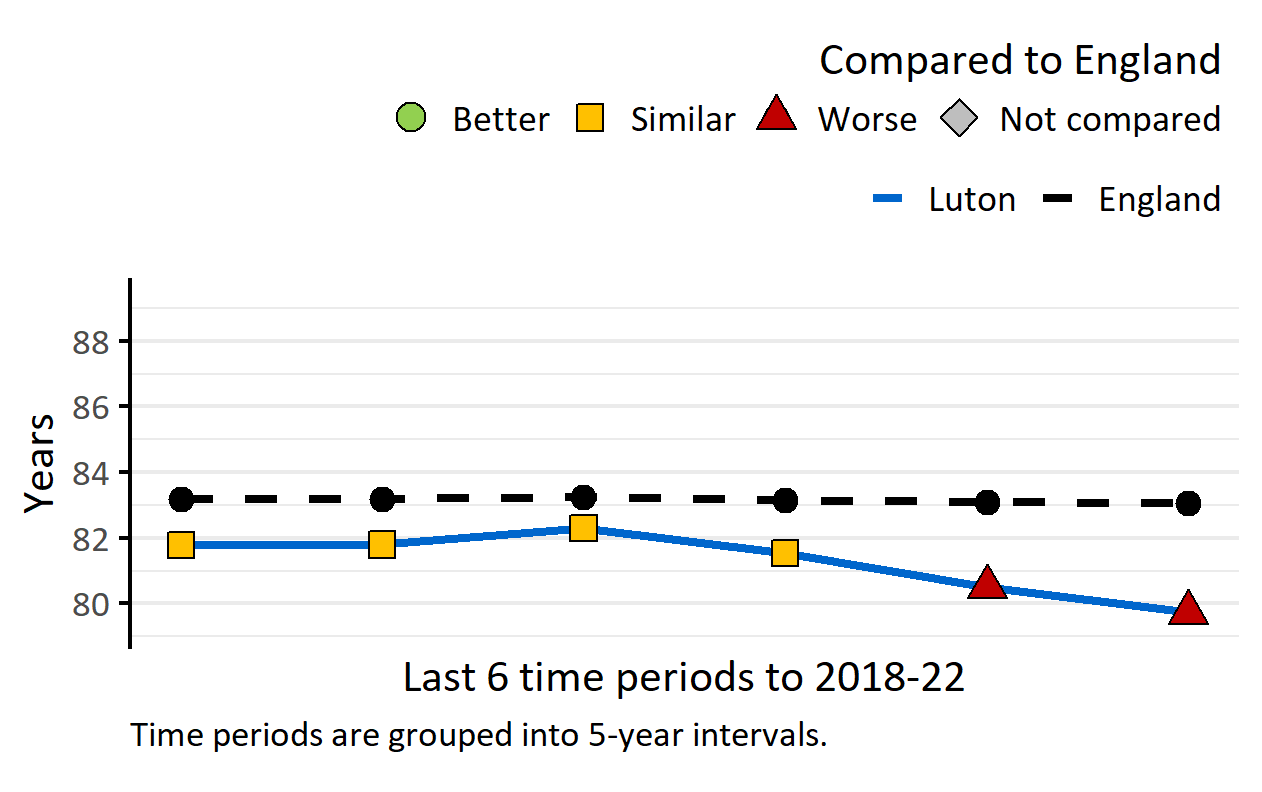 Compared to England
Better Similar Worse Not compared
Luton England
88
86
84
82
80
Years
Last 6 time periods to 2018-22
Time periods are grouped into 5-year intervals.